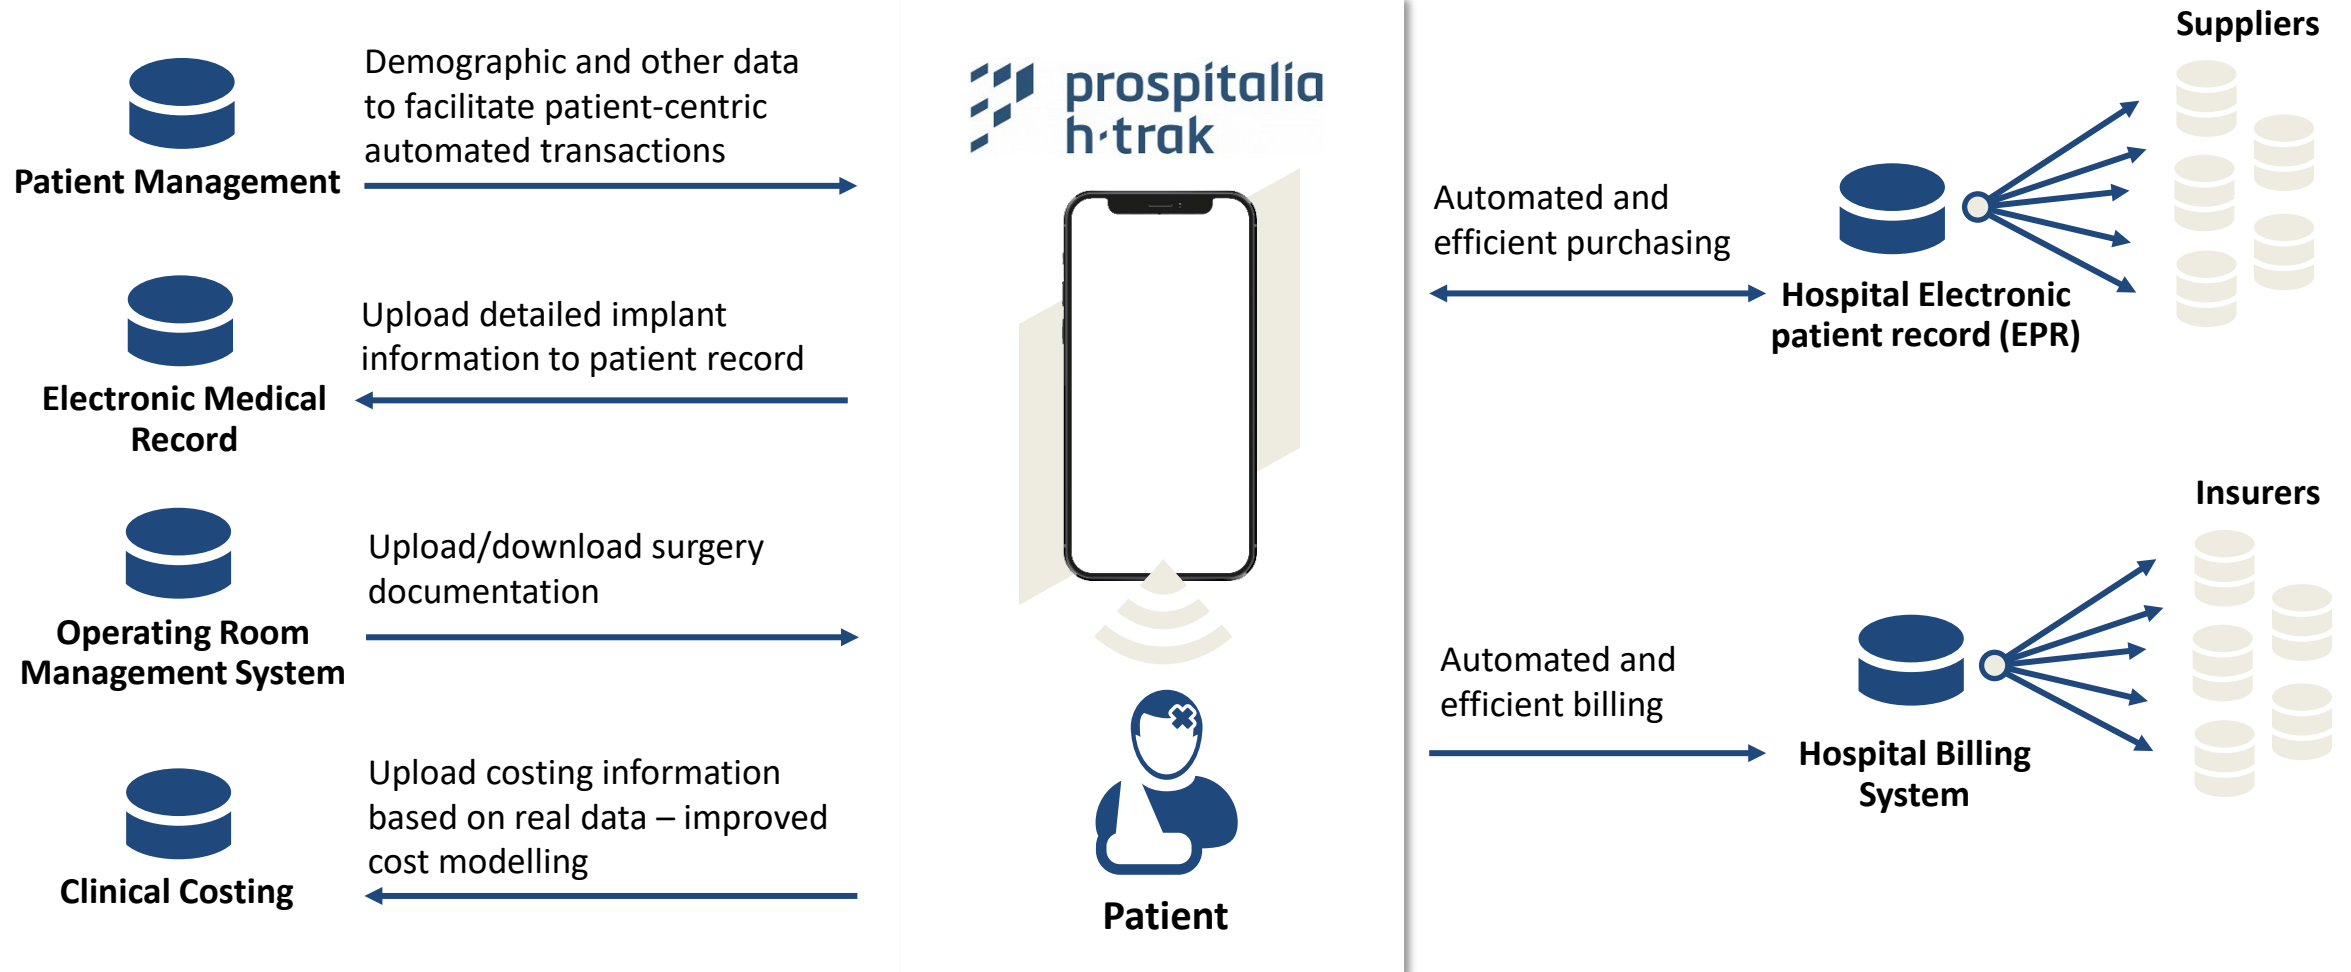 Demographic and other data
to facilitate patient-centric
automated transactions
Patient Management
Upload detailed implant
information to patient record
Electronic Medical
Record
Upload/download surgery
documentation
Operating Room
Management System
Upload costing information
based on real data – improved
cost modelling
Clinical Costing
prospitalia
h·trak
Patient
Suppliers
Automated and
efficient purchasing
Hospital Electronic
patient record (EPR)
Insurers
Automated and
efficient billing
Hospital Billing
System